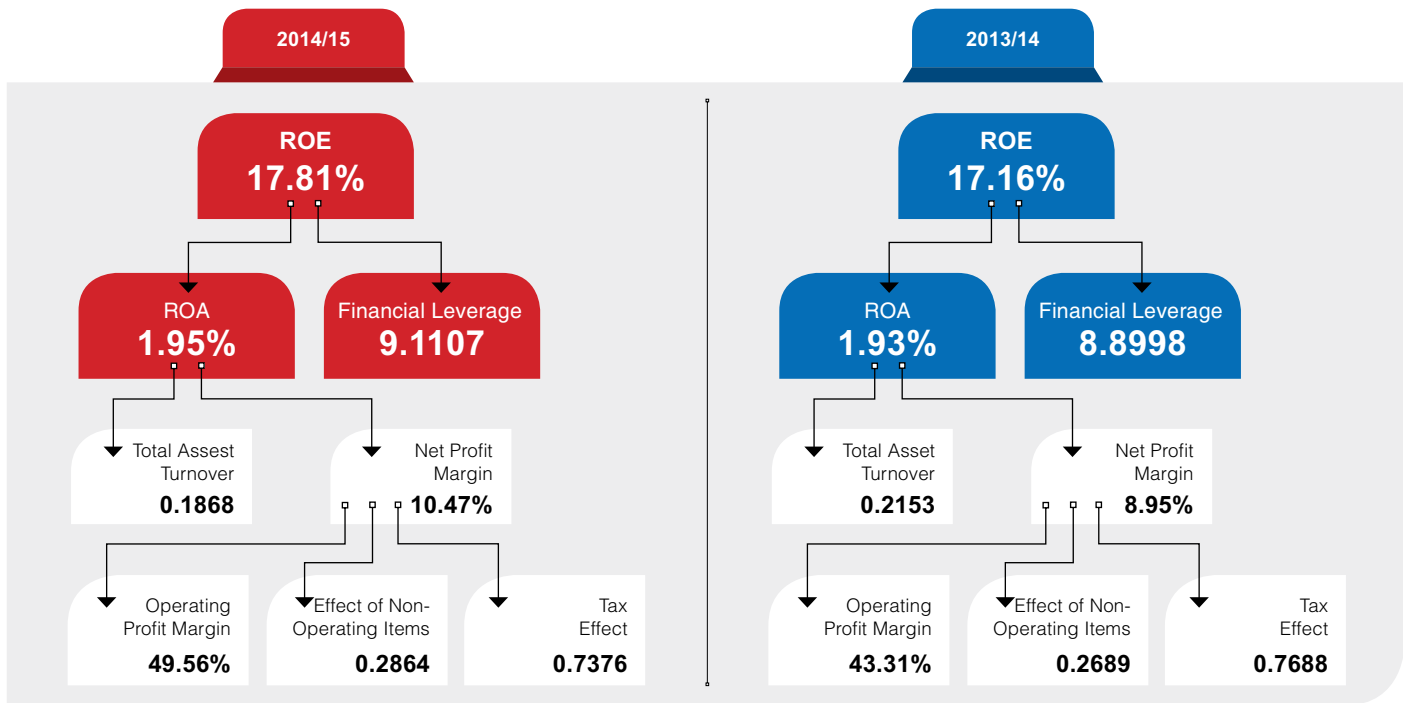 2014/15
ROE
17.81%
ROA
1.95%
Financial Leverage
9.1107
Total Assest
Turnover
0.1868
Net Profit
Margin
10.47%
Operating
Profit Margin
49.56%
Effect of Non-
Operating Items
0.2864
Tax
Effect
0.7376
2013/14
ROE
17.16%
ROA
1.93%
Financial Leverage
8.8998
Total Asset
Turnover
0.2153
Net Profit
Margin
8.95%
Operating
Profit Margin
43.31%
Effect of Non-
Operating Items
0.2689
Tax
Effect
0.7688